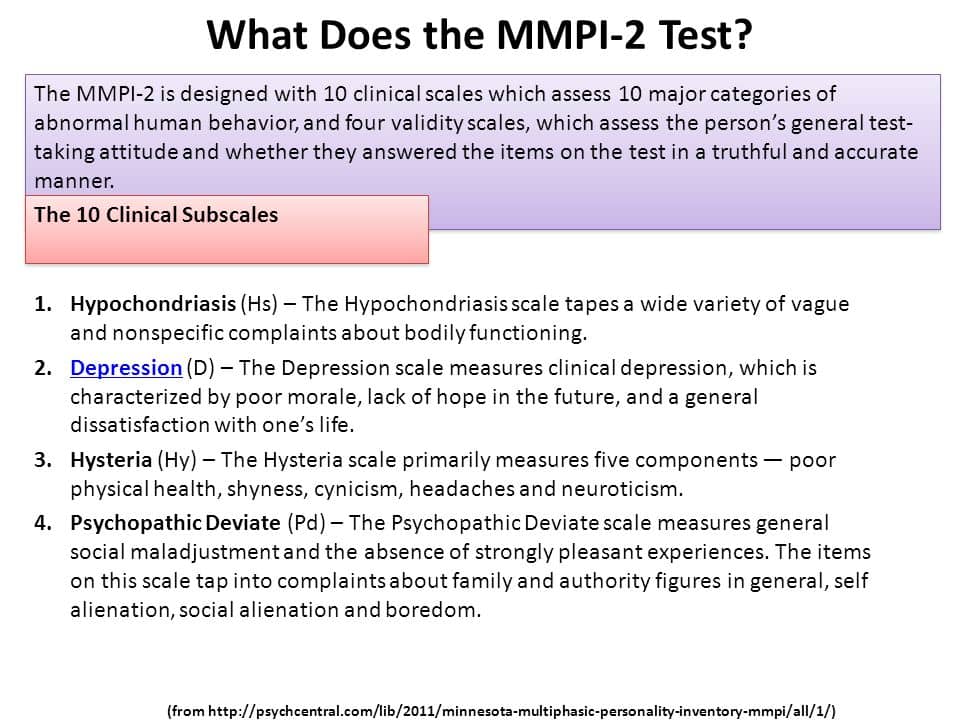 What Does the MMPI-2 Test?
The MMPI-2 is designed with 10 clinical scales which assess 10 major categories of
abnormal human behavior, and four validity scales, which assess the person’s general test-
taking attitude and whether they answered the items on the test in a truthful and accurate
manner.
The 10 Clinical Subscales
1. Hypochondriasis (Hs) – The Hypochondriasis scale tapes a wide variety of vague
and nonspecific complaints about bodily functioning.
2. Depression (D) – The Depression scale measures clinical depression, which is
characterized by poor morale, lack of hope in the future, and a general
dissatisfaction with one’s life.
3. Hysteria (Hy) – The Hysteria scale primarily measures five components — poor
physical health, shyness, cynicism, headaches and neuroticism.
4. Psychopathic Deviate (Pd) – The Psychopathic Deviate scale measures general
social maladjustment and the absence of strongly pleasant experiences. The items
on this scale tap into complaints about family and authority figures in general, self
alienation, social alienation and boredom.
(from http://psychcentral.com/lib/2011/minnesota-multiphasic-personality-inventory-mmpi/all/1/)